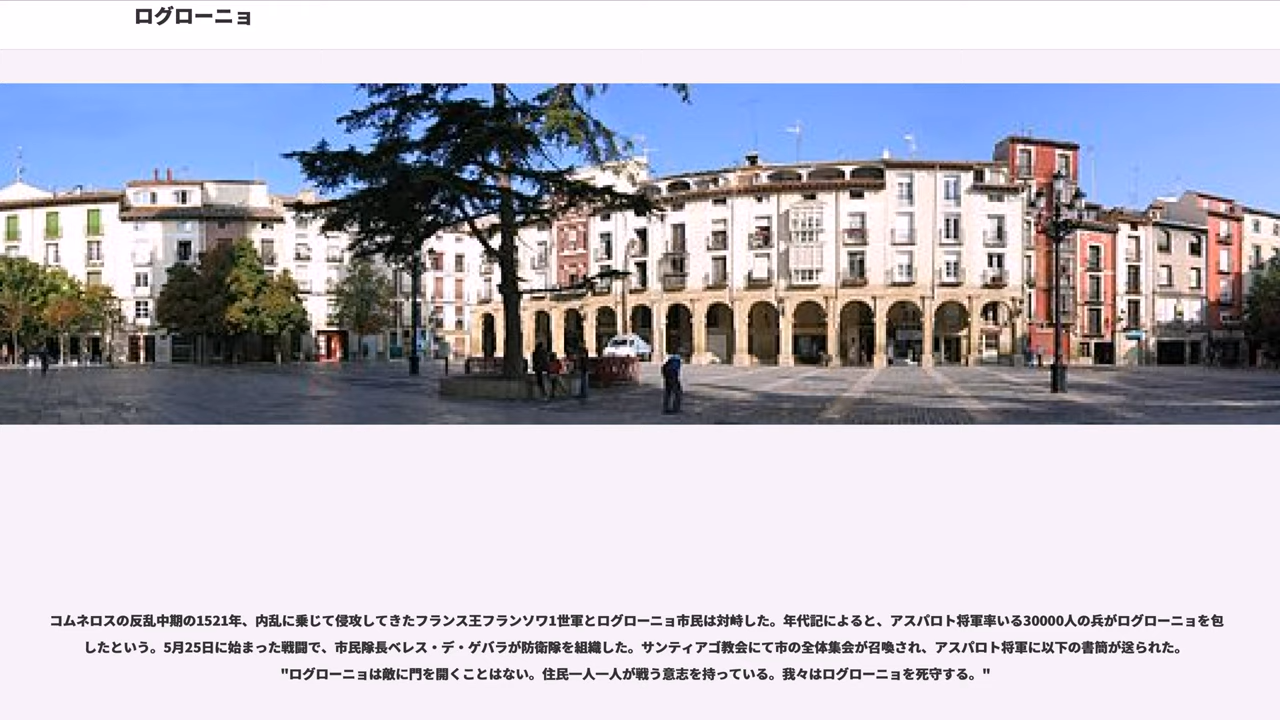 ログローニョ
コムネロスの反乱中期の1521年、内乱に乗じて侵攻してきたフランス王フランソワ1世軍とログローニョ市民は対峙した。年代記によると、アスパロト将軍率いる30000人の兵がログローニョを包
したという。5月25日に始まった戦闘で、市民隊長ベレス・デ・ゲバラが防衛隊を組織した。サンティアゴ教会にて市の全体集会が召喚され、アスパロト将軍に以下の書簡が送られた。
"ログローニョは敵に門を開くことはない。住民一人一人が戦う意志を持っている。我々はログローニョを死守する。"